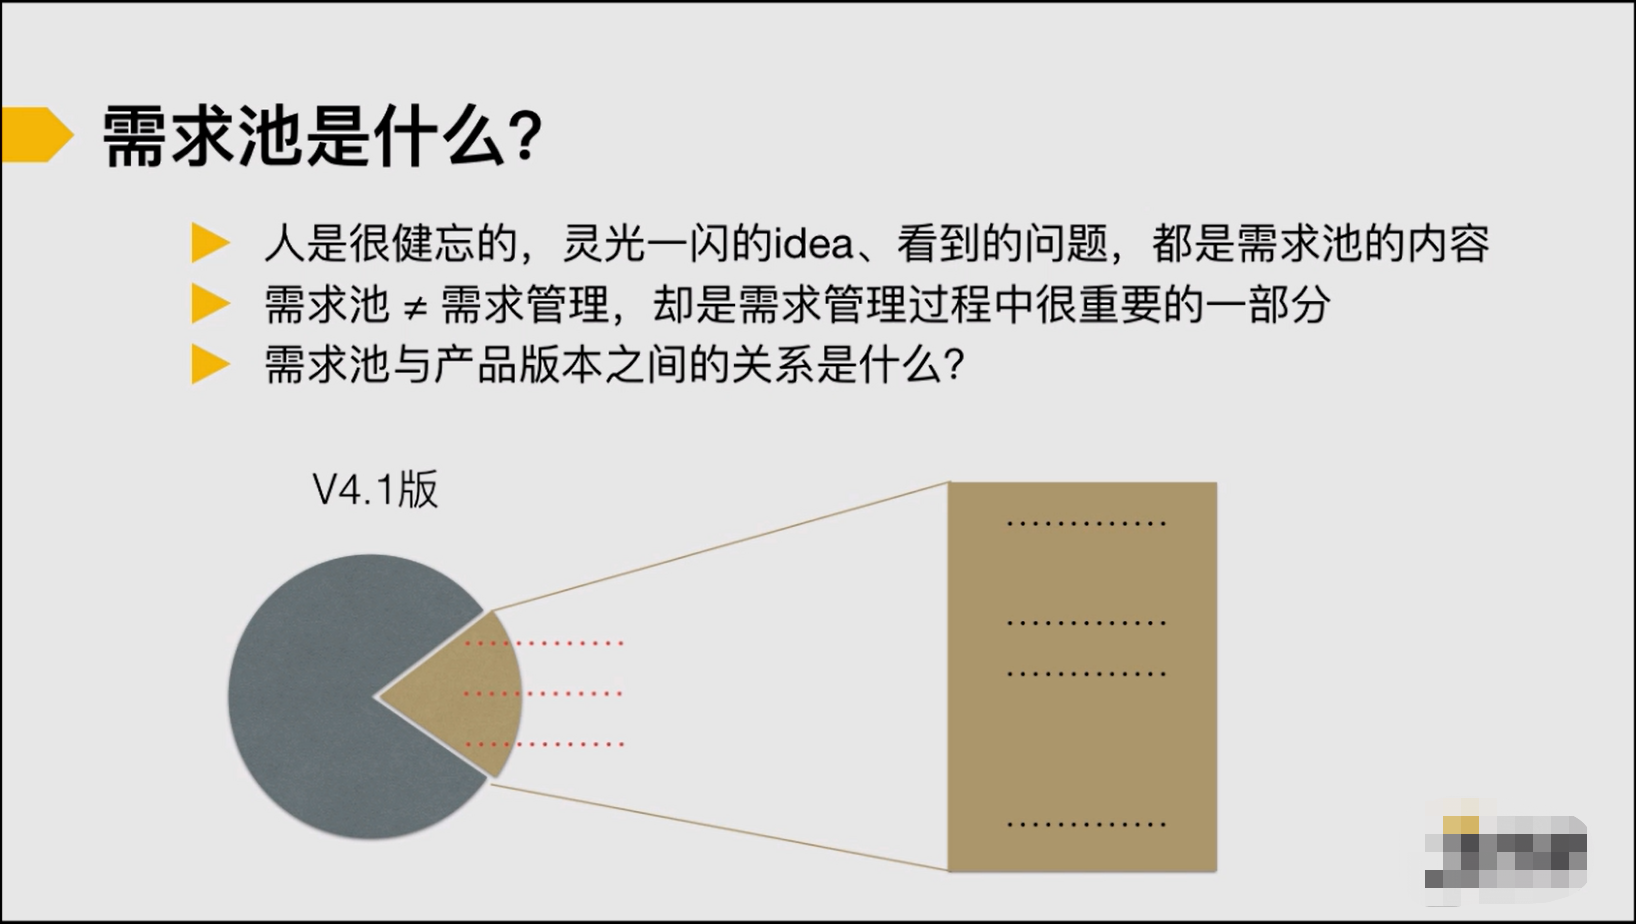 需求池是什么?
人是很健忘的，灵光一闪的idea、看到的问题，都是需求池的内容
需求池 ≠ 需求管理，却是需求管理过程中很重要的一部分
需求池与产品版本之间的关系是什么?
V4.1版
.............
.............
.............
.............
.............
.............
.............